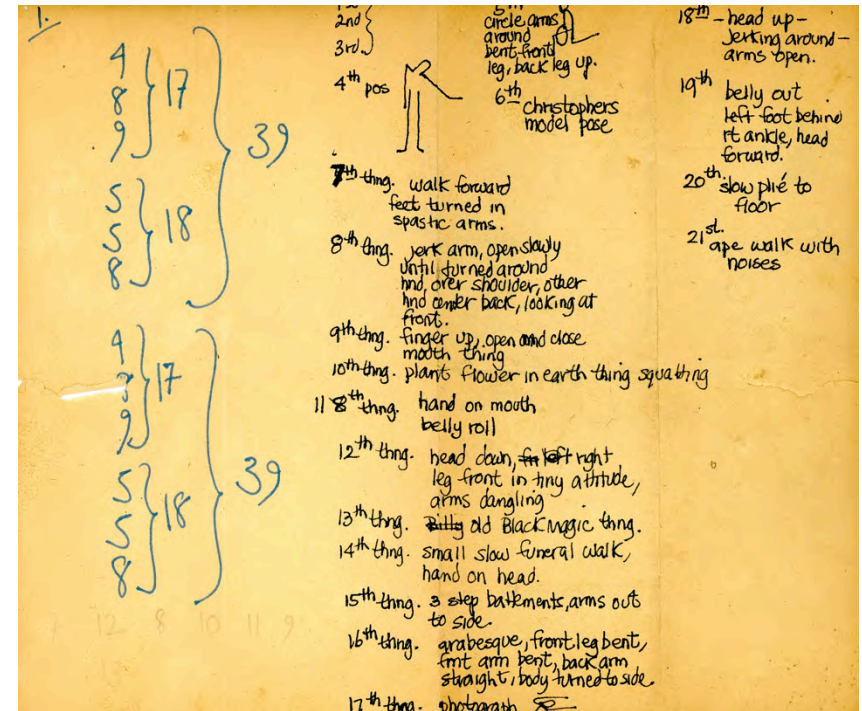 1.
4
8
9
17
5
5
8
18
39
4
9
17
5
5
8
18
39
12 8 10 11 9
2nd
3rd
4th pos
circle arms
around
bent front
leg, back leg up.
6th christophers
model pose
7th thng. walk forward
feet turned in
spastic arms.
8th thng. jerk arm, open slowly
until turned around
hnd, over shoulder, other
hnd center back, looking at
front.
9th thng. finger up, open and close
mouth thing
10th thng. plant flower in earth thing squatting
11 8th thng. hand on mouth
belly roll
12th thng. head down, left right
leg front in tiny attitude,
arms dangling
13th thng. Billy old Black Magic thng.
14th thng. small slow funeral walk,
hand on head.
15th thng. 3 step battements, arms out
to side.
16th thng. arabesque, front leg bent,
frnt arm bent, back arm
straight, body turned to side.
17th thng. photograph
18th - head up -
Jerking around -
arms open.
19th belly out
left foot behind
rt ankle, head
forward.
20th slow plié to
floor
21st. ape walk with
noises